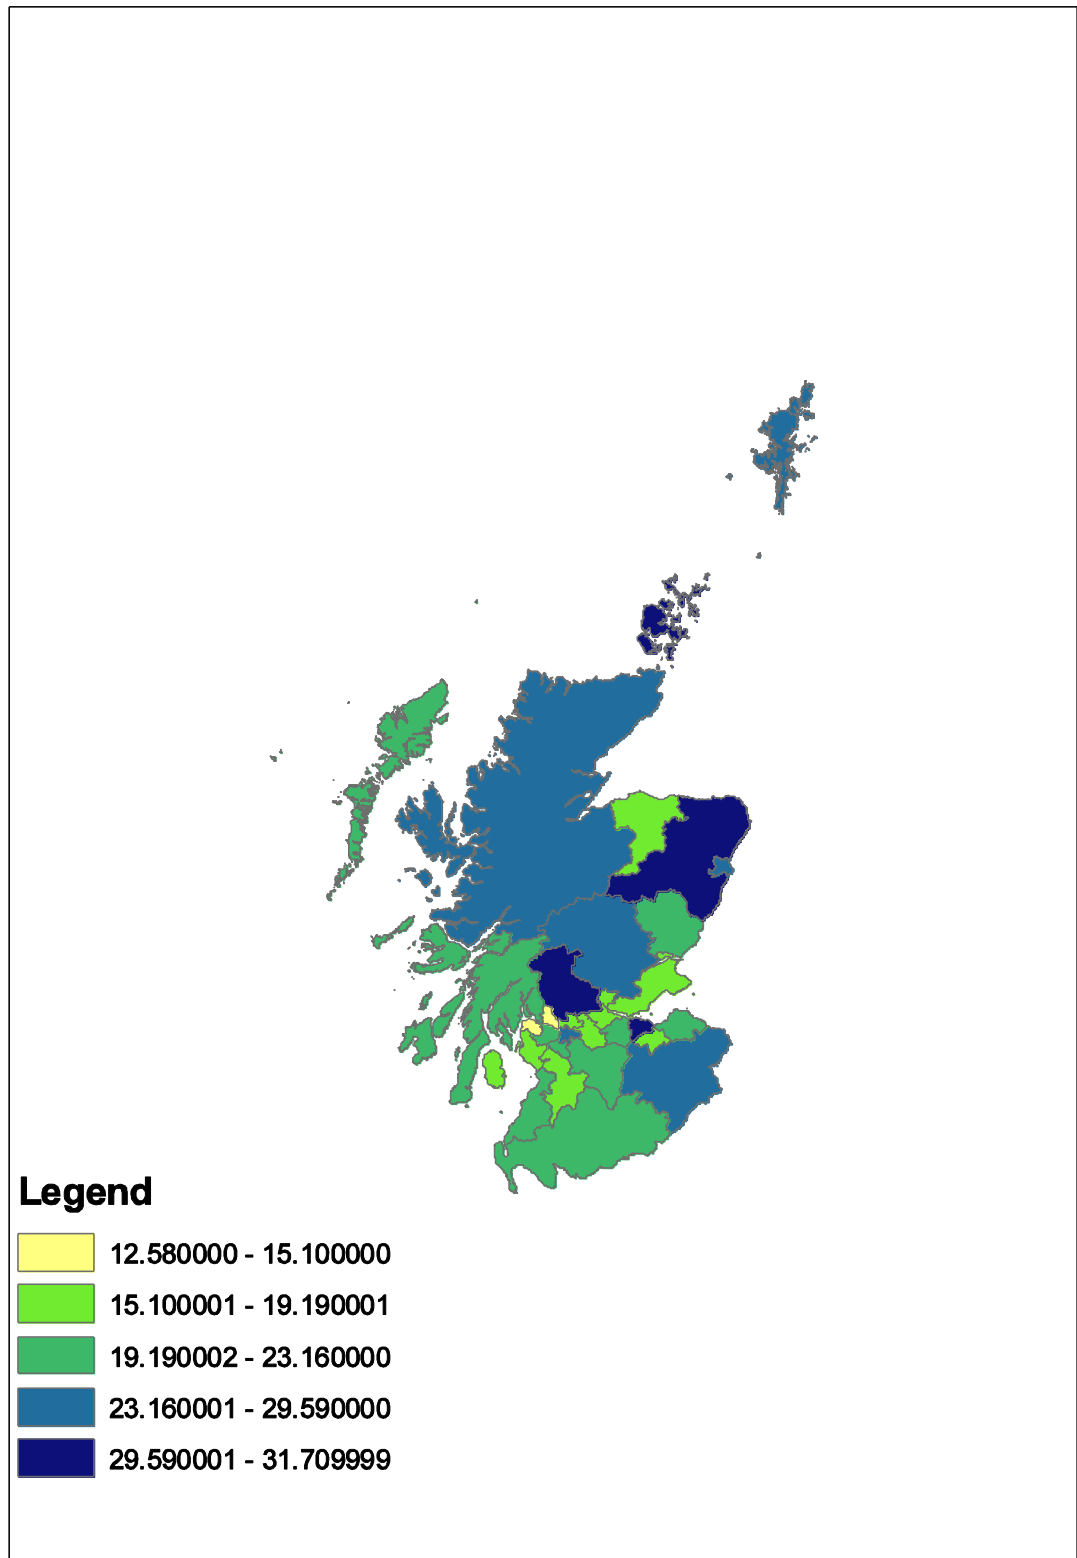 Legend
12.580000 - 15.100000
15.100001 - 19.190001
19.190002 - 23.160000
23.160001 - 29.590000
29.590001 - 31.709999